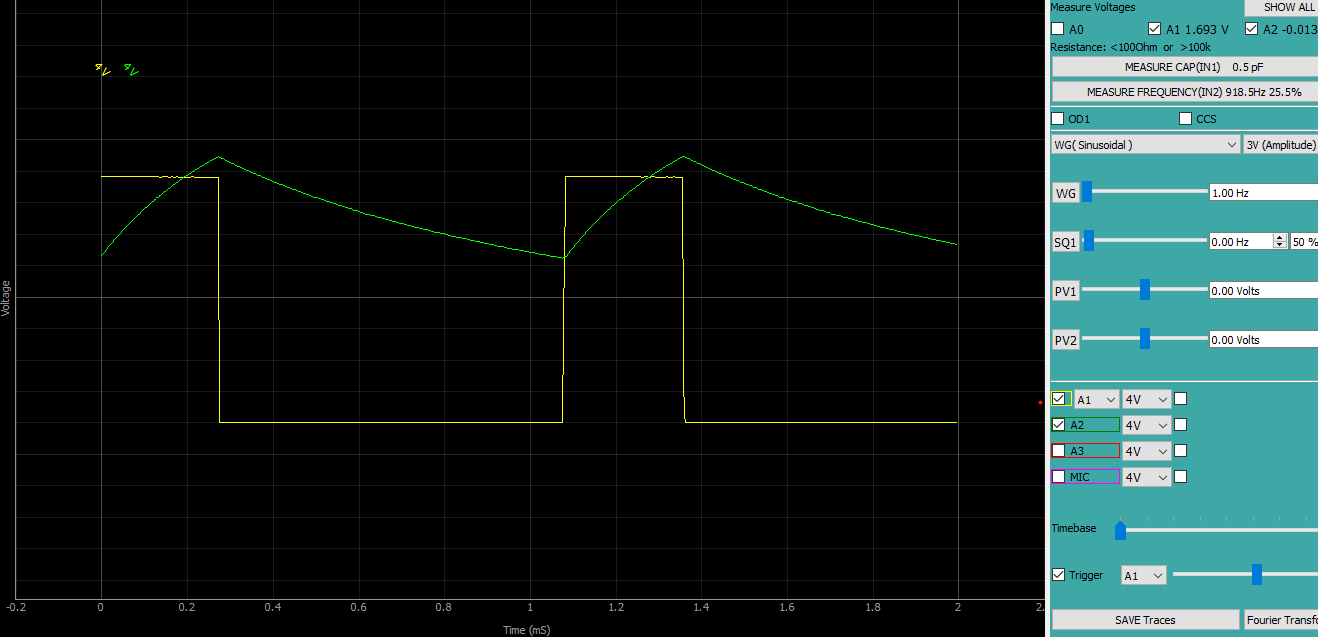 Measure Voltages
SHOW ALL
A0
A1 1.693 V
A2 -0.013
Resistance: <100Ohm or >100k
MEASURE CAP(IN1) 0.5 pF
MEASURE FREQUENCY(IN2) 918.5Hz 25.5%
OD1
CCS
WG( Sinusoidal )
3V (Amplitude)
WG
1.00 Hz
SQ1
0.00 Hz
50 %
PV1
0.00 Volts
PV2
0.00 Volts
A1
4V
A2
4V
A3
4V
MIC
4V
Timebase
Trigger
A1
SAVE Traces
Fourier Transfo
Voltage
-0.2 0 0.2 0.4 0.6 0.8 1 1.2 1.4 1.6 1.8 2 2.
Time (mS)